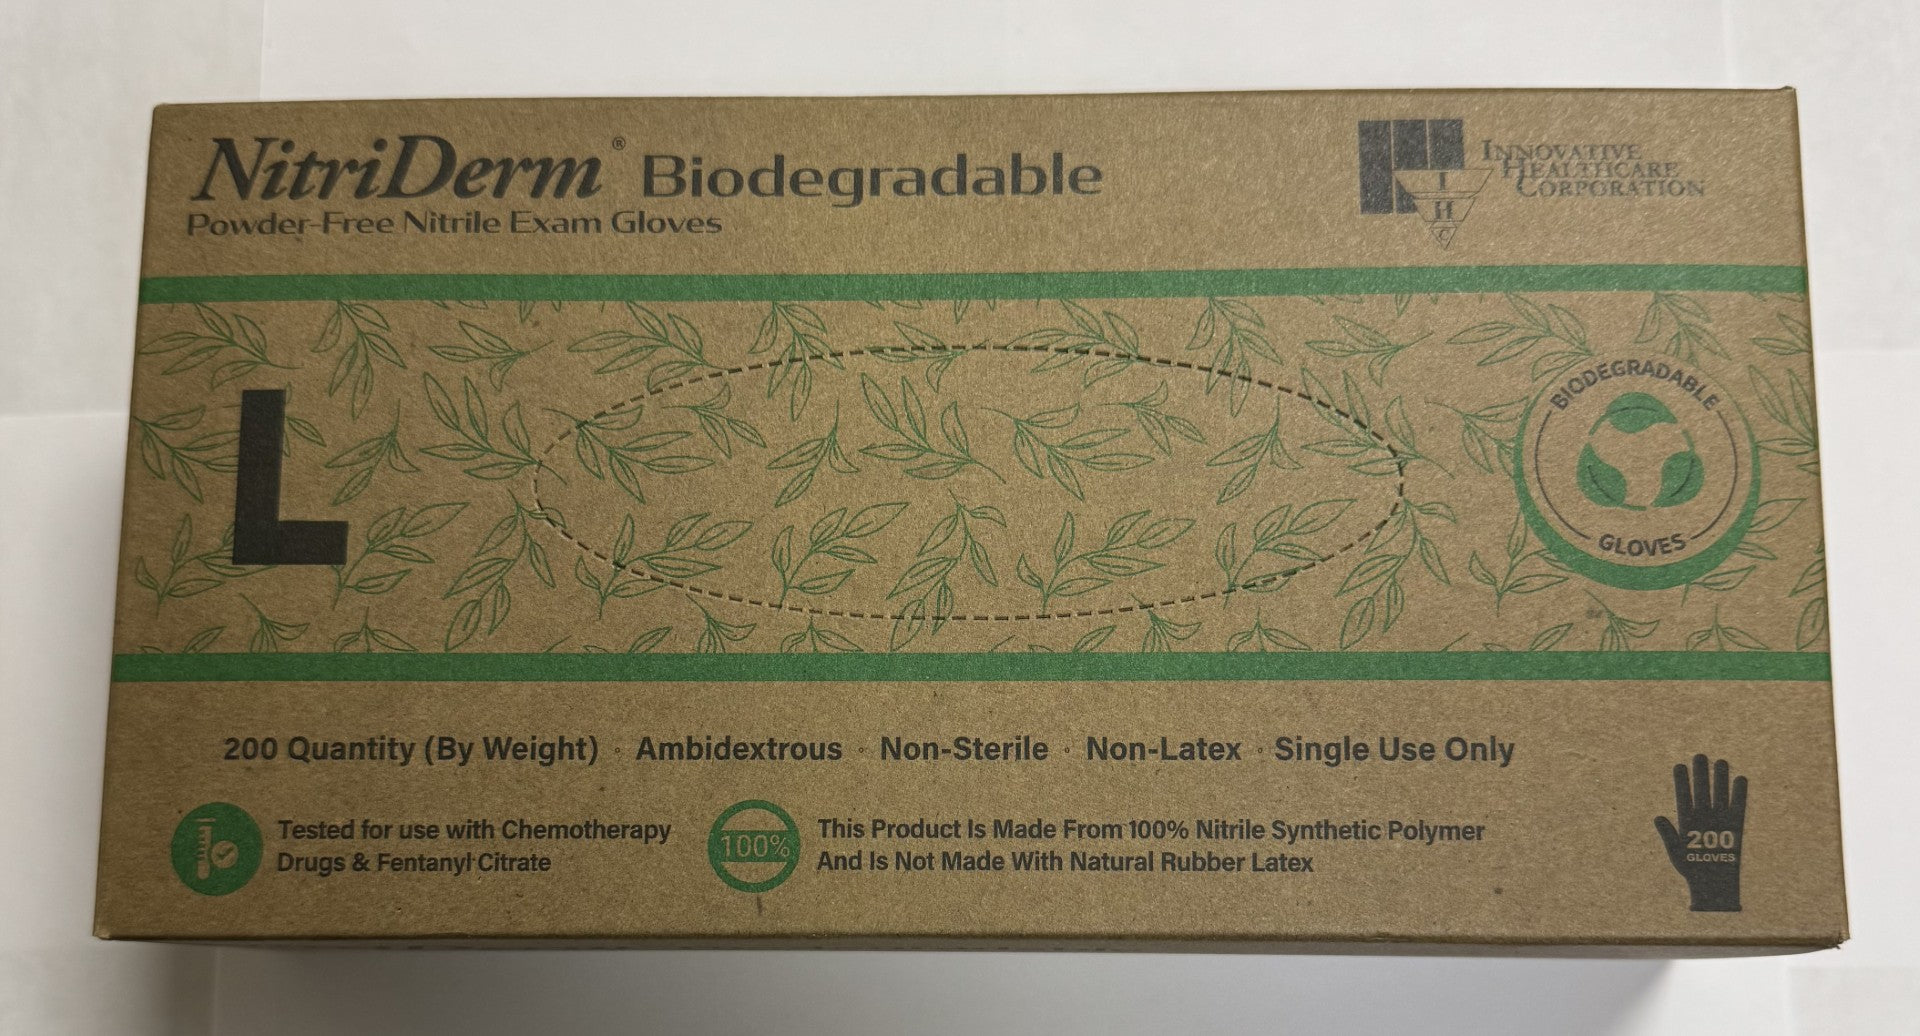 NitriDerm® Biodegradable
Powder-Free Nitrile Exam Gloves
INNOVATIVE
HEALTHCARE
CORPORATION
I
H
C
L
BIODEGRADABLE
GLOVES
200 Quantity (By Weight) ◦ Ambidextrous ◦ Non-Sterile ◦ Non-Latex ◦ Single Use Only
Tested for use with Chemotherapy
Drugs & Fentanyl Citrate
100%
This Product Is Made From 100% Nitrile Synthetic Polymer
And Is Not Made With Natural Rubber Latex
200
GLOVES